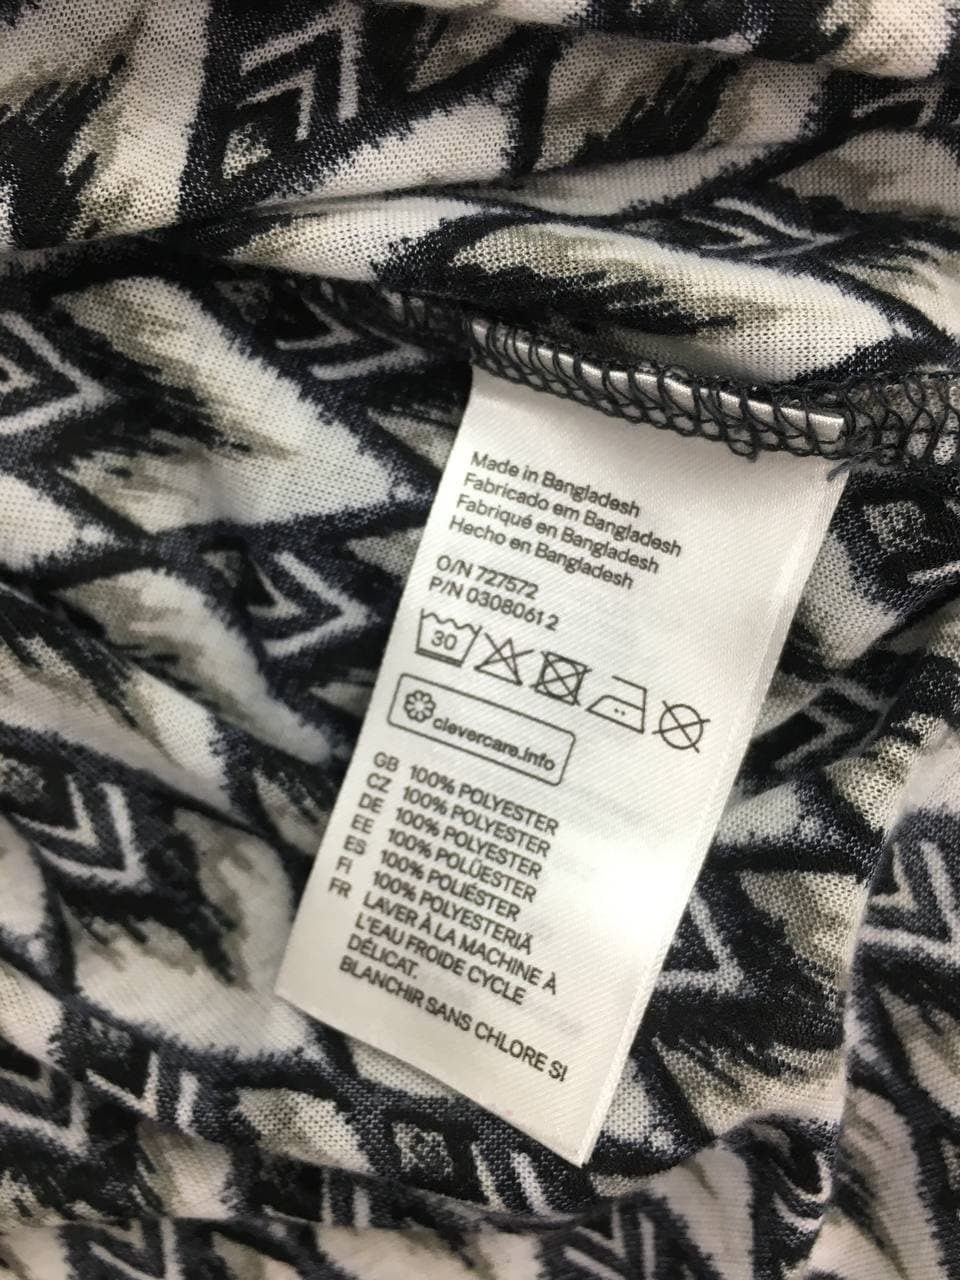 Made in Bangladesh
Fabricado em Bangladesh
Fabriqué en Bangladesh
Hecho en Bangladesh
O/N 727572
P/N 0308061 2
30
clevercare.info
GB 100% POLYESTER
CZ 100% POLYESTER
DE 100% POLYESTER
EE 100% POLÜESTER
ES 100% POLIÉSTER
FI 100% POLYESTERIÄ
FR LAVER À LA MACHINE À
L'EAU FROIDE CYCLE
DÉLICAT.
BLANCHIR SANS CHLORE SI